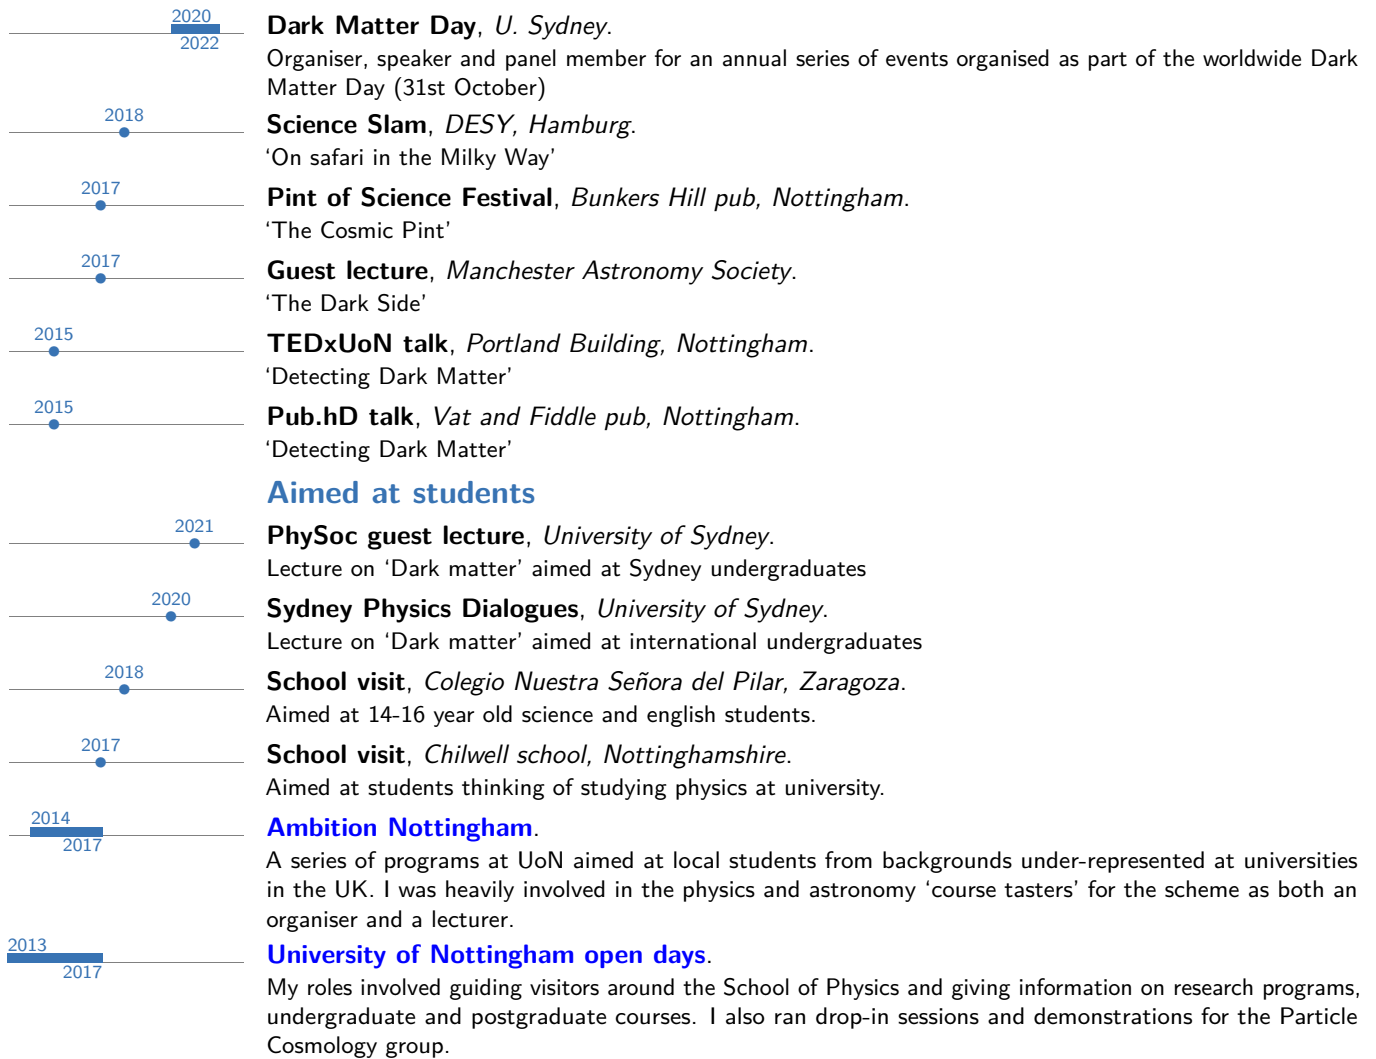 2020
2022
Dark Matter Day, U. Sydney.
Organiser, speaker and panel member for an annual series of events organised as part of the worldwide Dark
Matter Day (31st October)
2018
Science Slam, DESY, Hamburg.
‘On safari in the Milky Way’
2017
Pint of Science Festival, Bunkers Hill pub, Nottingham.
‘The Cosmic Pint’
2017
Guest lecture, Manchester Astronomy Society.
‘The Dark Side’
2015
TEDxUoN talk, Portland Building, Nottingham.
‘Detecting Dark Matter’
2015
Pub.hD talk, Vat and Fiddle pub, Nottingham.
‘Detecting Dark Matter’
Aimed at students
2021
PhySoc guest lecture, University of Sydney.
Lecture on ‘Dark matter’ aimed at Sydney undergraduates
2020
Sydney Physics Dialogues, University of Sydney.
Lecture on ‘Dark matter’ aimed at international undergraduates
2018
School visit, Colegio Nuestra Señora del Pilar, Zaragoza.
Aimed at 14-16 year old science and english students.
2017
School visit, Chilwell school, Nottinghamshire.
Aimed at students thinking of studying physics at university.
2014
2017
Ambition Nottingham.
A series of programs at UoN aimed at local students from backgrounds under-represented at universities
in the UK. I was heavily involved in the physics and astronomy ‘course tasters’ for the scheme as both an
organiser and a lecturer.
2013
2017
University of Nottingham open days.
My roles involved guiding visitors around the School of Physics and giving information on research programs,
undergraduate and postgraduate courses. I also ran drop-in sessions and demonstrations for the Particle
Cosmology group.